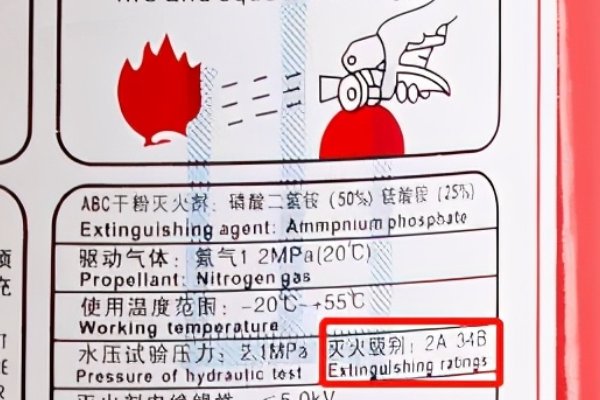 ABC干粉灭火剂：磷酸二氢铵（50%）硫酸铵（25%）
Extinguishing agent: Ammpnium phosphate
驱动气体：氮气1 2MPa(20℃)
Propellant: Nitrogen gas
使用温度范围：-20℃-+55℃
Working temperature
水压试验压力：2.1MPa
Pressure of hydraulic test
灭火级别：2A 34B
Extinguishing ratings